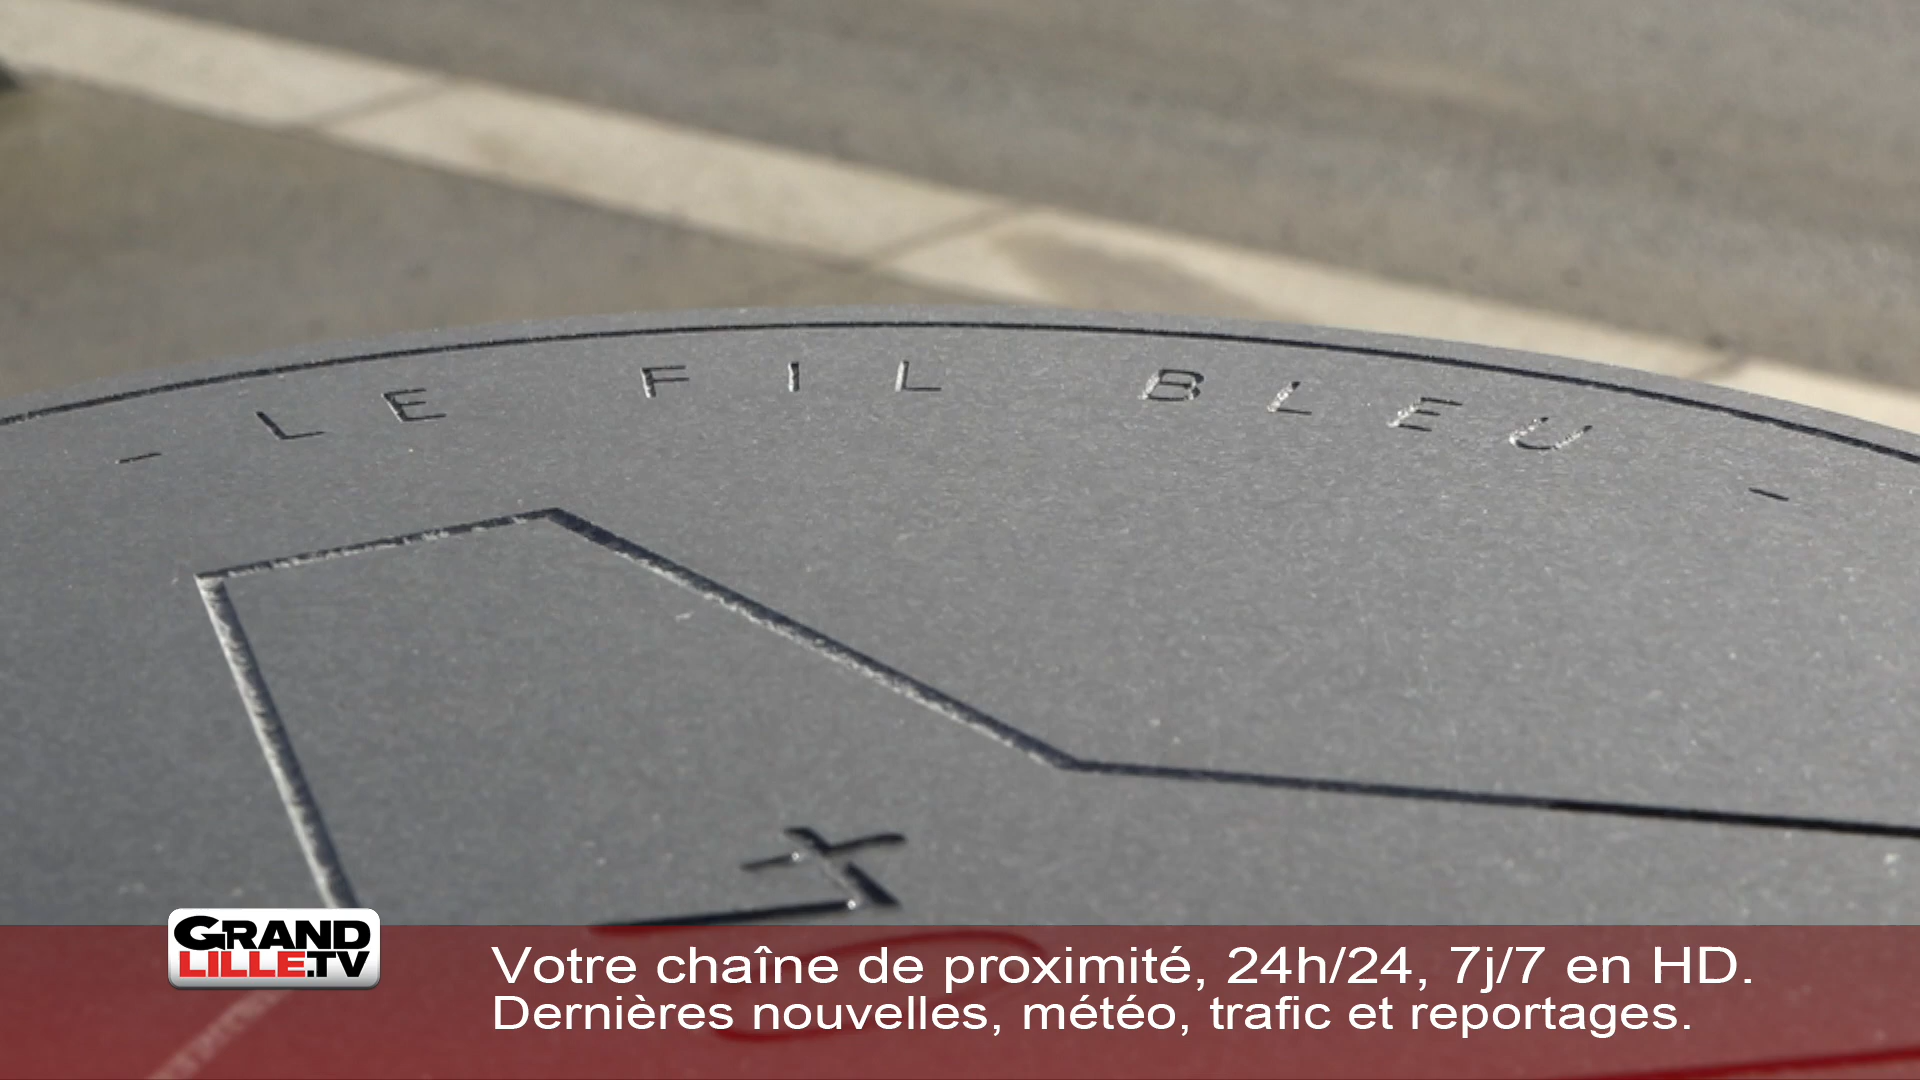 - LE FIL BLEU -
GRAND
LILLE.TV
Votre chaîne de proximité, 24h/24, 7j/7 en HD.
Dernières nouvelles, météo, trafic et reportages.